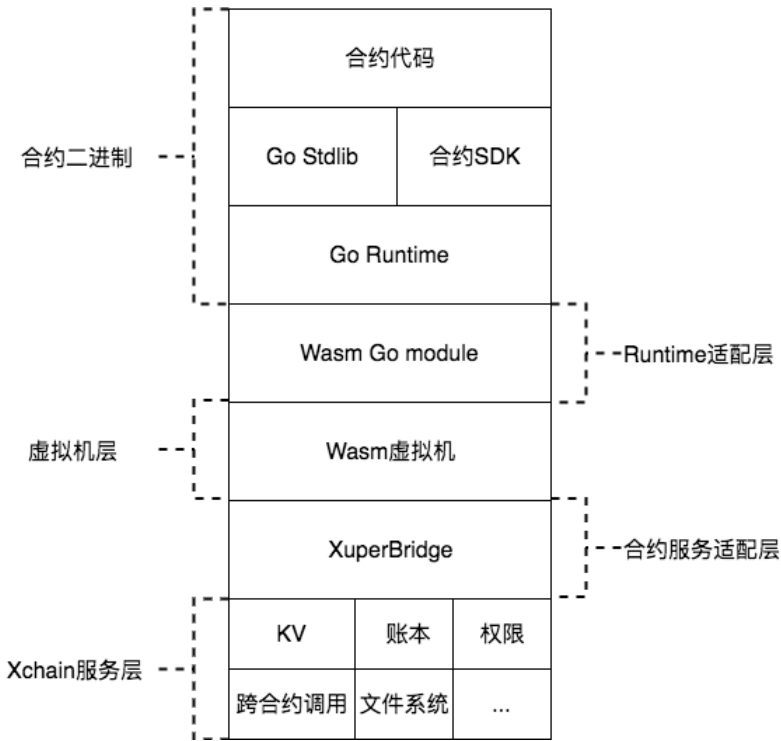 合约代码
Go Stdlib
合约SDK
合约二进制
Go Runtime
Wasm Go module
Runtime适配层
虚拟机层
Wasm虚拟机
XuperBridge
合约服务适配层
KV
账本
权限
Xchain服务层
跨合约调用
文件系统
...